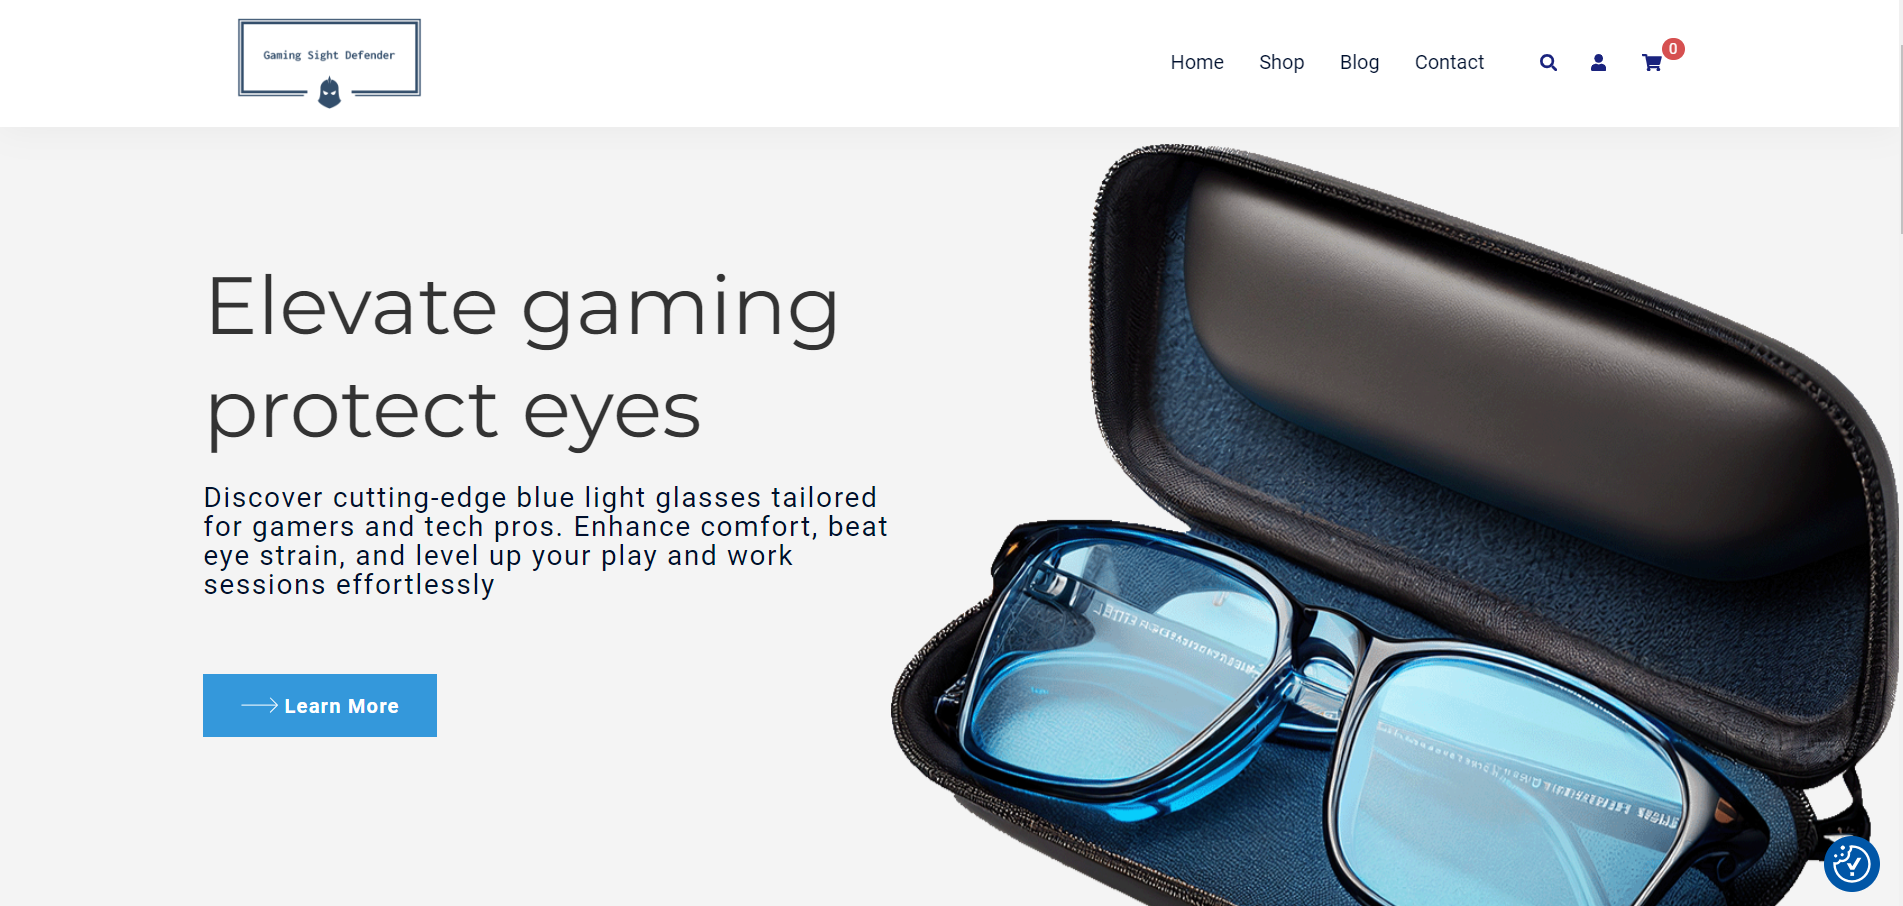 Gaming Sight Defender
Home Shop Blog Contact
0
Elevate gaming
protect eyes
Discover cutting-edge blue light glasses tailored
for gamers and tech pros. Enhance comfort, beat
eye strain, and level up your play and work
sessions effortlessly
Learn More